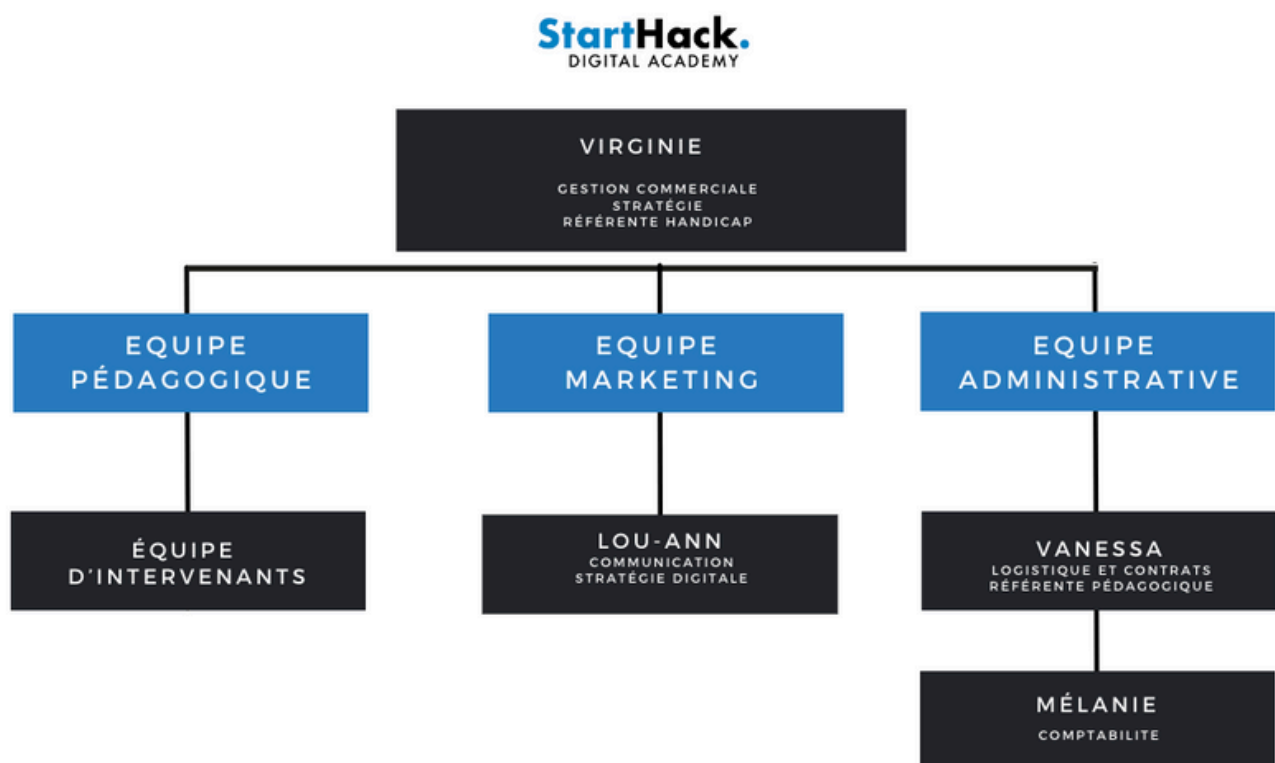 StartHack.
DIGITAL ACADEMY
VIRGINIE
GESTION COMMERCIALE
STRATÉGIE
RÉFÉRENTE HANDICAP
EQUIPE
PÉDAGOGIQUE
EQUIPE
MARKETING
EQUIPE
ADMINISTRATIVE
ÉQUIPE
D'INTERVENANTS
LOU-ANN
COMMUNICATION
STRATÉGIE DIGITALE
VANESSA
LOGISTIQUE ET CONTRATS
RÉFÉRENTE PÉDAGOGIQUE
MÉLANIE
COMPTABILITE